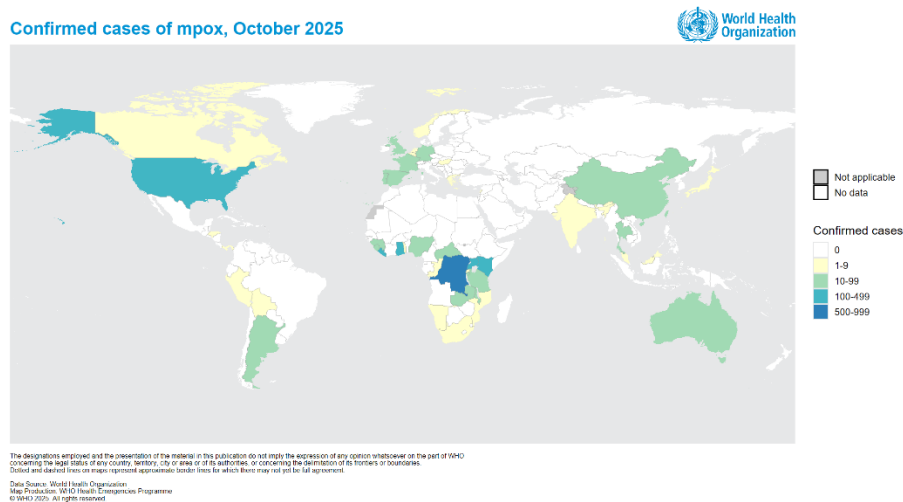 Confirmed cases of mpox, October 2025
World Health
Organization
Not applicable
No data
Confirmed cases
0
1-9
10-99
100-499
500-999
The designations employed and the presentation of the material in this publication do not imply the expression of any opinion whatsoever on the part of WHO
concerning the legal status of any country, territory, city or area or of its authorities, or concerning the delimitation of its frontiers or boundaries.
Dotted and dashed lines on maps represent approximate border lines for which there may not yet be full agreement.
Data Source: World Health Organization
Map Production: WHO Health Emergencies Programme
© WHO 2025. All rights reserved.